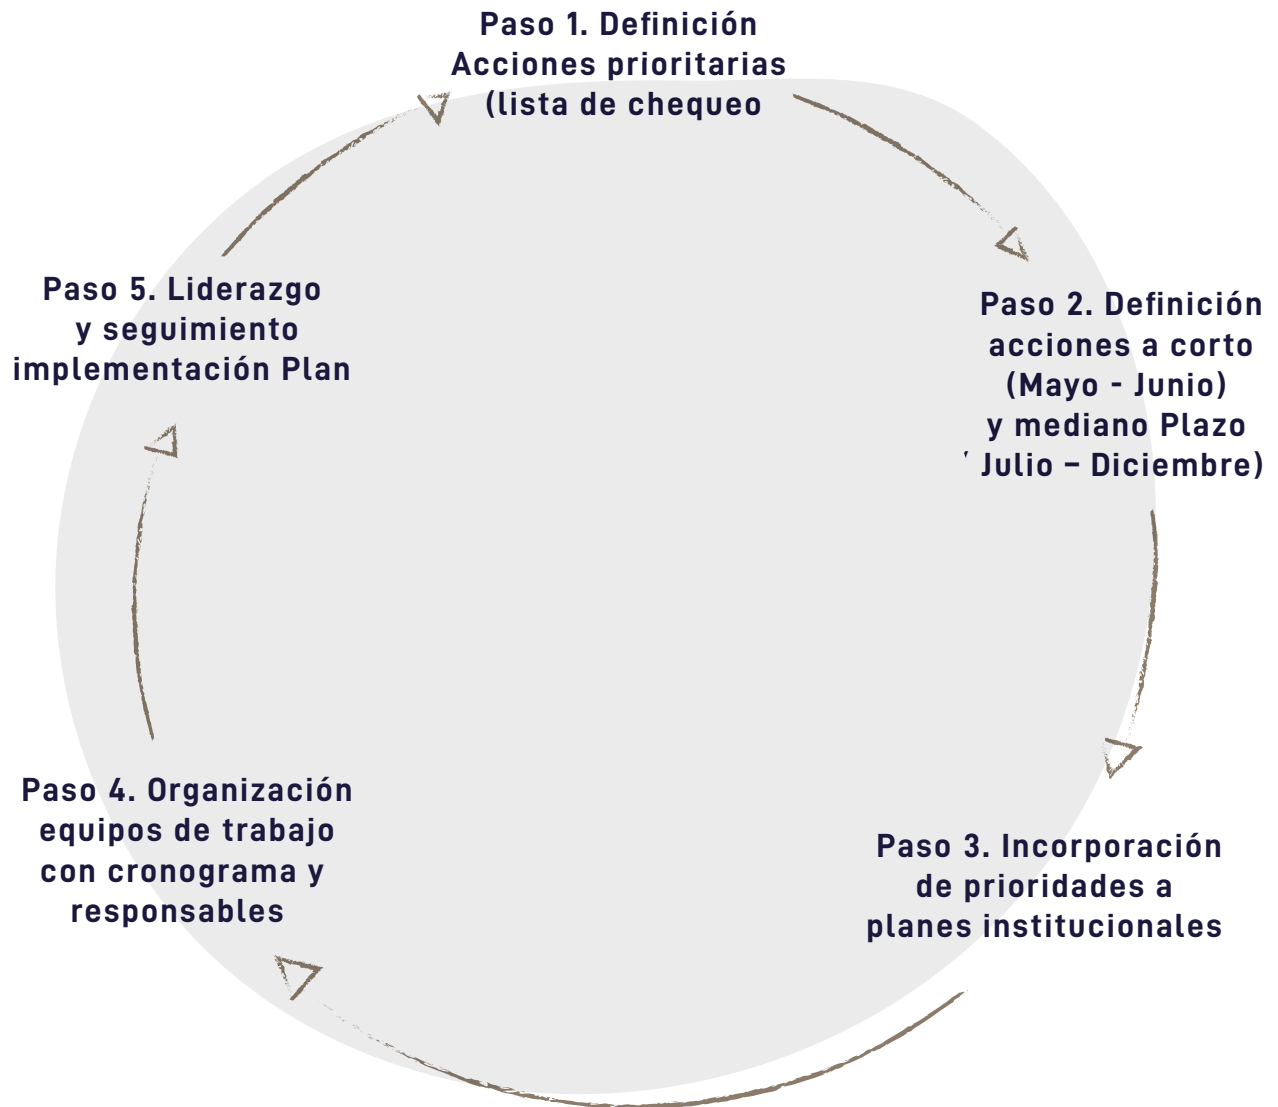 Paso 1. Definición
Acciones prioritarias
(lista de chequeo
Paso 2. Definición
acciones a corto
(Mayo - Junio)
y mediano Plazo
( Julio – Diciembre)
Paso 3. Incorporación
de prioridades a
planes institucionales
Paso 4. Organización
equipos de trabajo
con cronograma y
responsables
Paso 5. Liderazgo
y seguimiento
implementación Plan